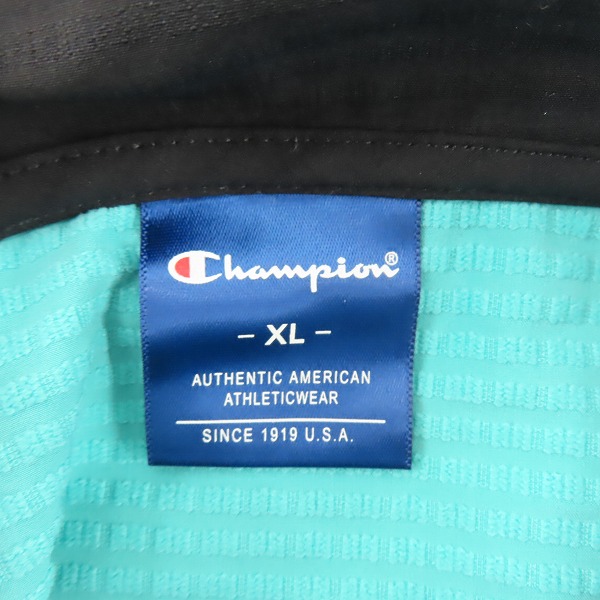 Champion®
- XL -
AUTHENTIC AMERICAN
ATHLETICWEAR
SINCE 1919 U.S.A.